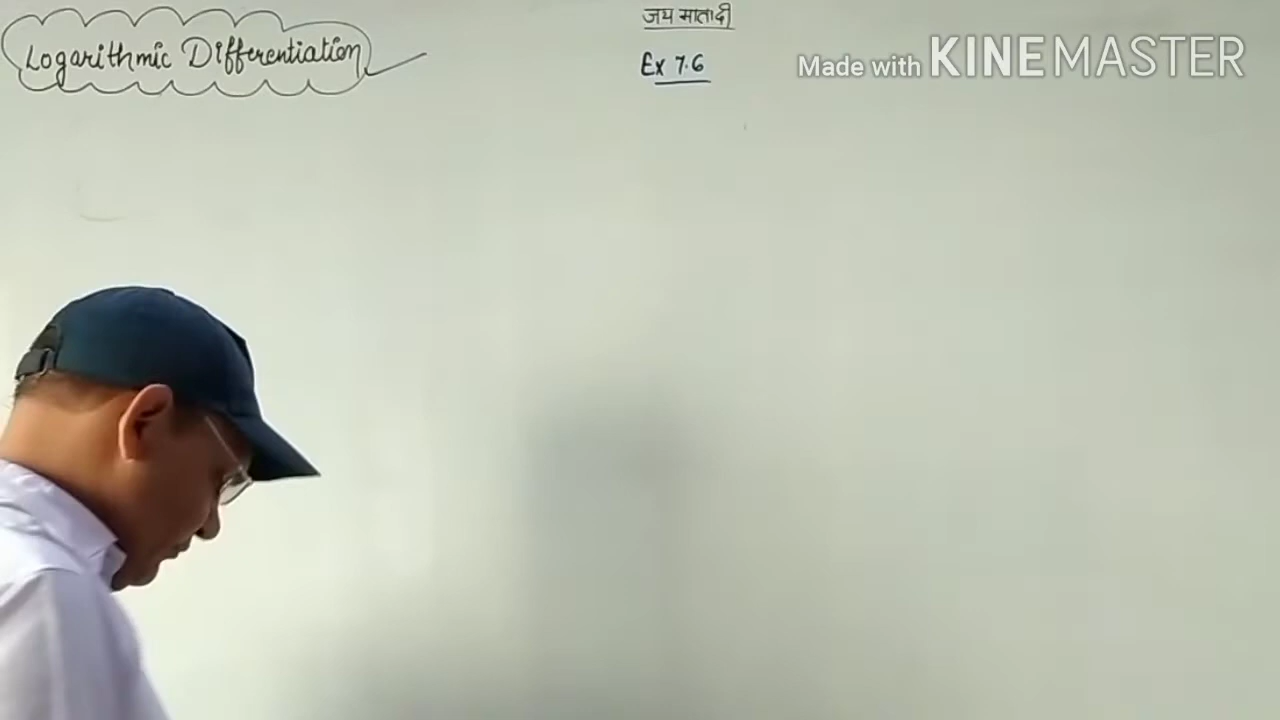 Logarithmic Differentiation
जय माता दी
Ex 7.6
Made with KINEMASTER